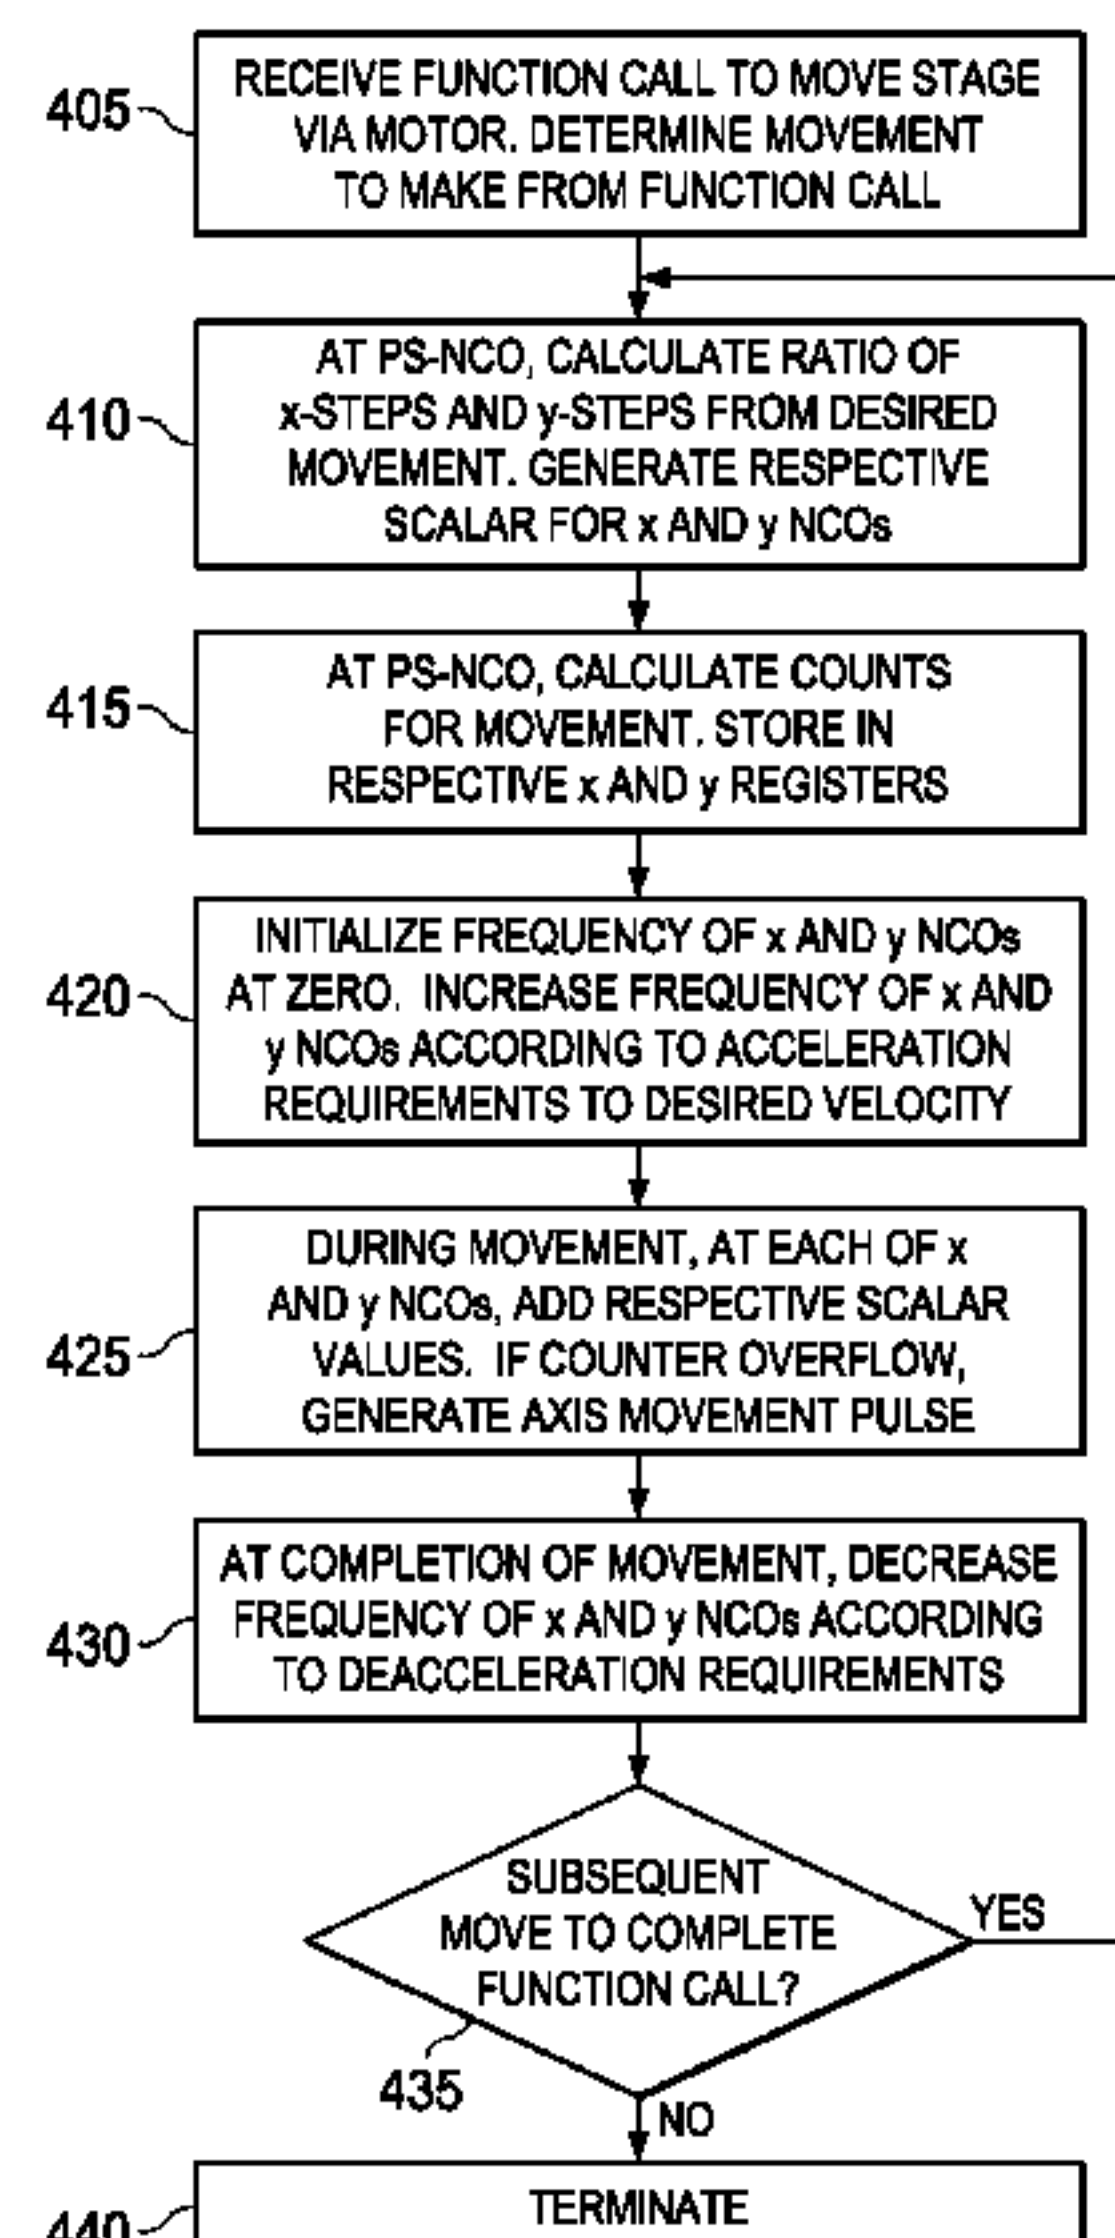 405
RECEIVE FUNCTION CALL TO MOVE STAGE
VIA MOTOR. DETERMINE MOVEMENT
TO MAKE FROM FUNCTION CALL
410
AT PS-NCO, CALCULATE RATIO OF
x-STEPS AND y-STEPS FROM DESIRED
MOVEMENT. GENERATE RESPECTIVE
SCALAR FOR x AND y NCOs
415
AT PS-NCO, CALCULATE COUNTS
FOR MOVEMENT. STORE IN
RESPECTIVE x AND y REGISTERS
420
INITIALIZE FREQUENCY OF x AND y NCOs
AT ZERO. INCREASE FREQUENCY OF x AND
y NCOs ACCORDING TO ACCELERATION
REQUIREMENTS TO DESIRED VELOCITY
425
DURING MOVEMENT, AT EACH OF x
AND y NCOs, ADD RESPECTIVE SCALAR
VALUES. IF COUNTER OVERFLOW,
GENERATE AXIS MOVEMENT PULSE
430
AT COMPLETION OF MOVEMENT, DECREASE
FREQUENCY OF x AND y NCOs ACCORDING
TO DEACCELERATION REQUIREMENTS
SUBSEQUENT
MOVE TO COMPLETE
FUNCTION CALL?
YES
435
NO
440
TERMINATE